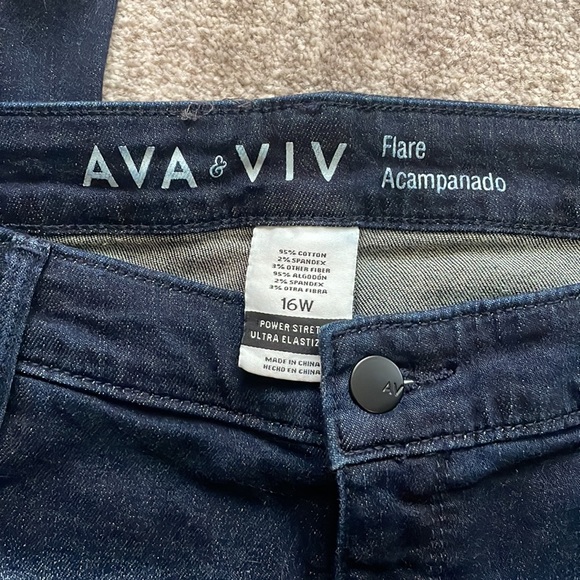 AVA & VIV
Flare
Acampanado
95% COTTON
2% SPANDEX
3% OTHER FIBER
95% ALGODÓN
2% SPANDEX
3% OTRA FIBRA
16W
POWER STRET
ULTRA ELASTIZ
MADE IN CHINA
HECHO EN CHINA
AV